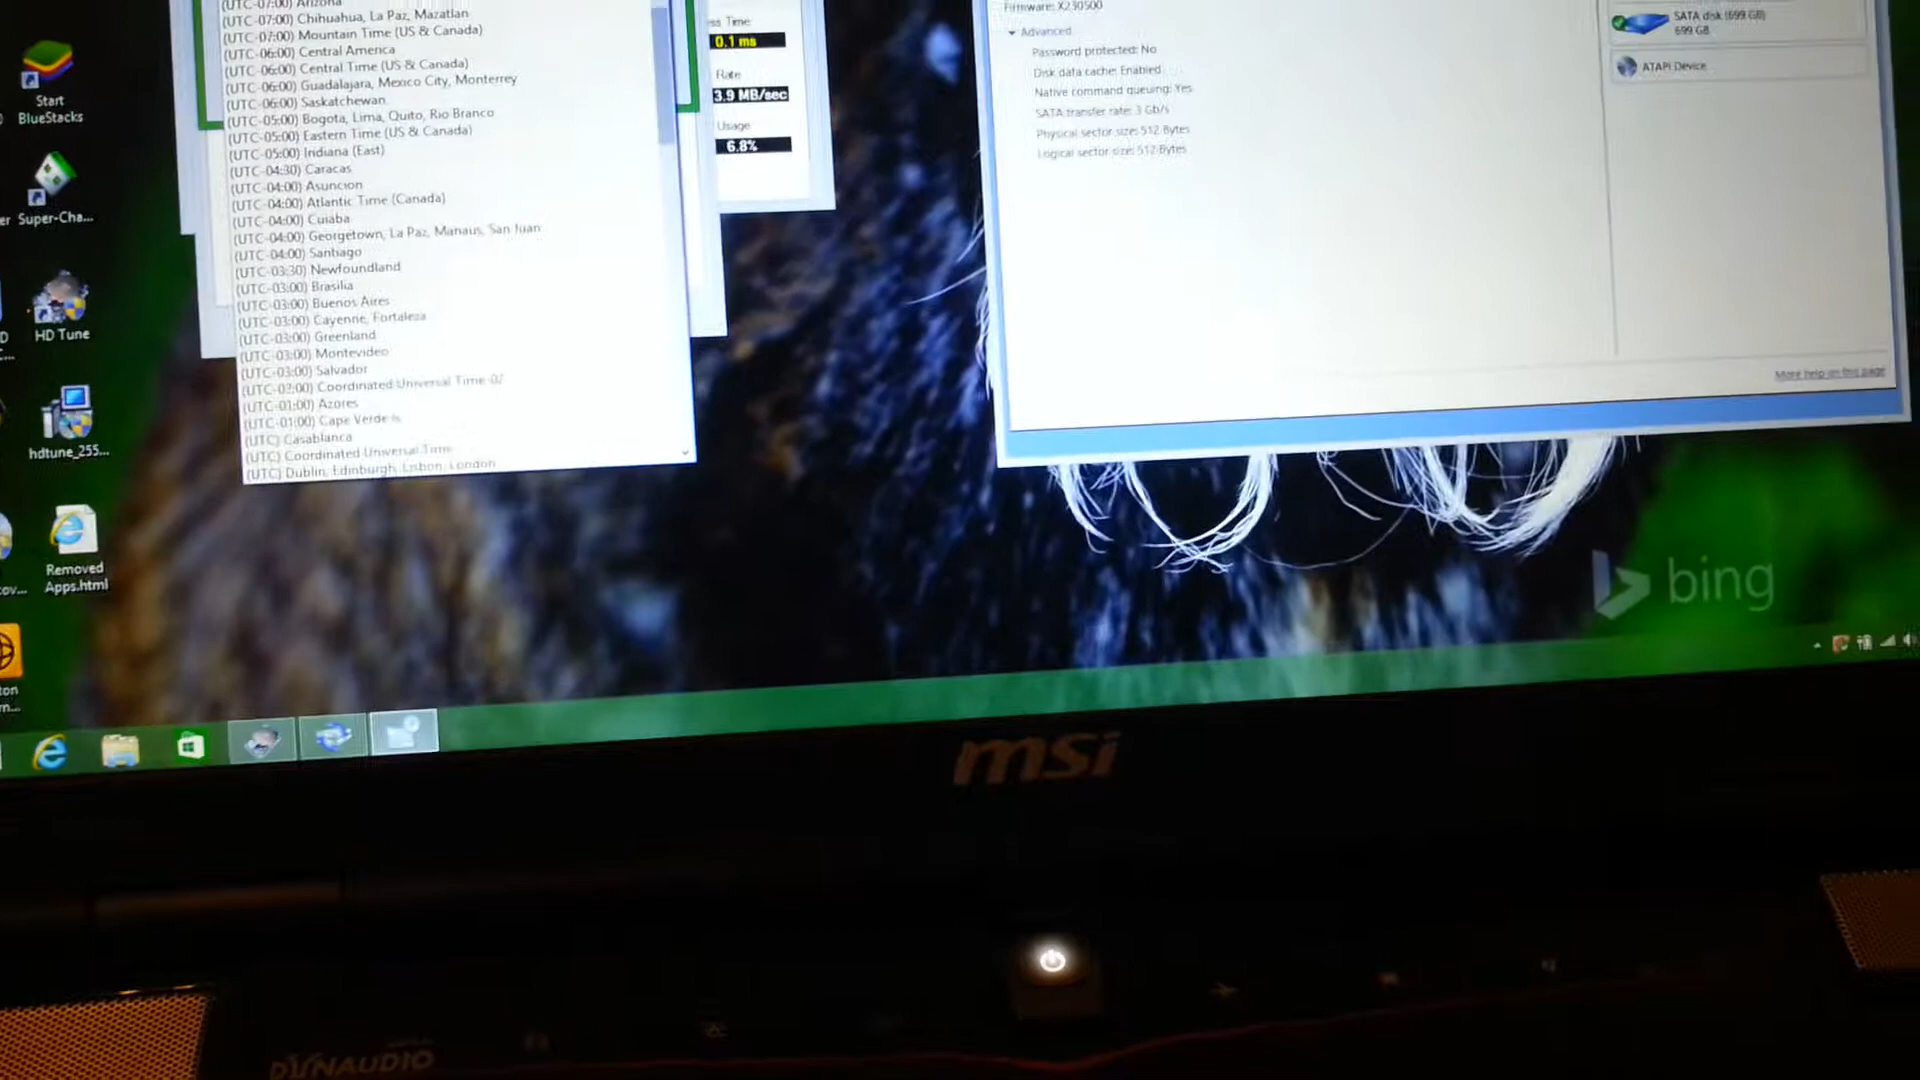 (UTC-07:00) Arizona
(UTC-07:00) Chihuahua, La Paz, Mazatlan
(UTC-07:00) Mountain Time (US & Canada)
(UTC-06:00) Central America
(UTC-06:00) Central Time (US & Canada)
(UTC-06:00) Guadalajara, Mexico City, Monterrey
(UTC-06:00) Saskatchewan
(UTC-05:00) Bogota, Lima, Quito, Rio Branco
(UTC-05:00) Eastern Time (US & Canada)
(UTC-05:00) Indiana (East)
(UTC-04:30) Caracas
(UTC-04:00) Asuncion
(UTC-04:00) Atlantic Time (Canada)
(UTC-04:00) Cuiaba
(UTC-04:00) Georgetown, La Paz, Manaus, San Juan
(UTC-04:00) Santiago
(UTC-03:30) Newfoundland
(UTC-03:00) Brasilia
(UTC-03:00) Buenos Aires
(UTC-03:00) Cayenne, Fortaleza
(UTC-03:00) Greenland
(UTC-03:00) Montevideo
(UTC-03:00) Salvador
(UTC-02:00) Coordinated Universal Time-02
(UTC-01:00) Azores
(UTC-01:00) Cape Verde Is
(UTC) Casablanca
(UTC) Coordinated Universal Time
(UTC) Dublin, Edinburgh, Lisbon, London
ss Time:
0.1 ms
Rate
3.9 MB/sec
Usage
6.8%
Firmware: X230500
Advanced
Password protected: No
Disk data cache: Enabled
Native command queuing: Yes
SATA transfer rate: 3 Gb/s
Physical sector size: 512 Bytes
Logical sector size: 512 Bytes
SATA disk (699 GB)
699 GB
ATAPI Device
More help on this page
Start
BlueStacks
er Super-Cha...
HD Tune
hdtune_255...
Removed
Apps.html
ov...
ton
m...
bing
msi
DYNAUDIO